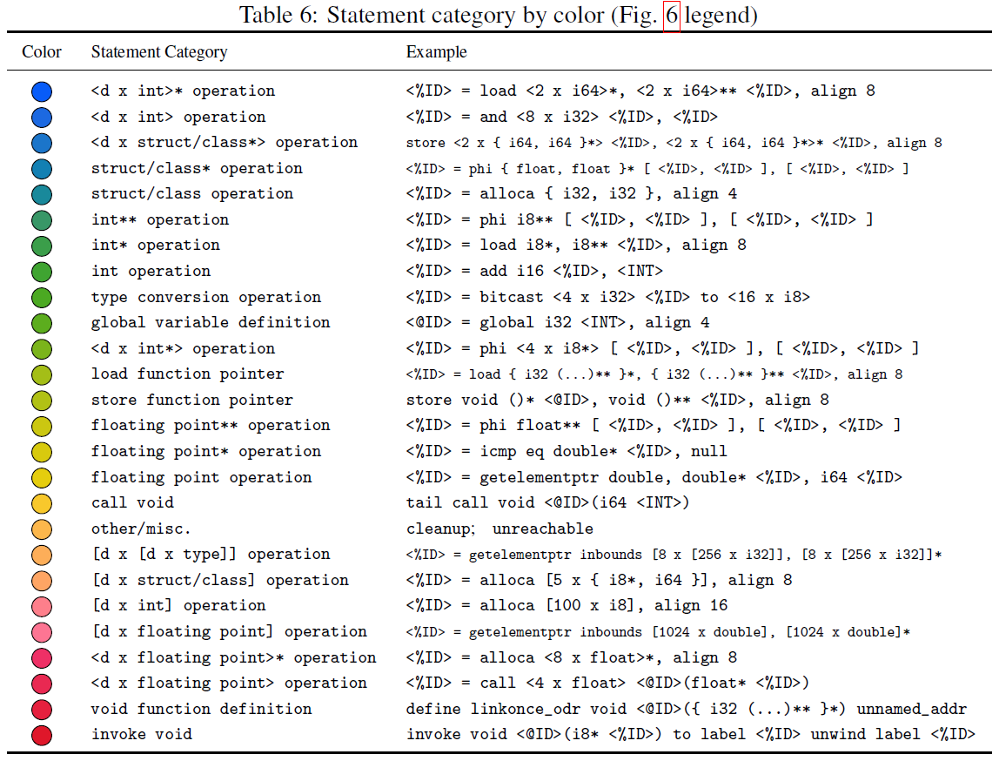 Table 6: Statement category by color (Fig. 6 legend)
Color Statement Category Example
<d x int>* operation <%ID> = load <2 x i64>*, <2 x i64>** <%ID>, align 8
<d x int> operation <%ID> = and <8 x i32> <%ID>, <%ID>
<d x struct/class*> operation store <2 x { i64, i64 }*> <%ID>, <2 x { i64, i64 }*>* <%ID>, align 8
struct/class* operation <%ID> = phi { float, float }* [ <%ID>, <%ID> ], [ <%ID>, <%ID> ]
struct/class operation <%ID> = alloca { i32, i32 }, align 4
int** operation <%ID> = phi i8** [ <%ID>, <%ID> ], [ <%ID>, <%ID> ]
int* operation <%ID> = load i8*, i8** <%ID>, align 8
int operation <%ID> = add i16 <%ID>, <INT>
type conversion operation <%ID> = bitcast <4 x i32> <%ID> to <16 x i8>
global variable definition <@ID> = global i32 <INT>, align 4
<d x int*> operation <%ID> = phi <4 x i8*> [ <%ID>, <%ID> ], [ <%ID>, <%ID> ]
load function pointer <%ID> = load { i32 (...)** }*, { i32 (...)** }** <%ID>, align 8
store function pointer store void ()* <@ID>, void ()** <%ID>, align 8
floating point** operation <%ID> = phi float** [ <%ID>, <%ID> ], [ <%ID>, <%ID> ]
floating point* operation <%ID> = icmp eq double* <%ID>, null
floating point operation <%ID> = getelementptr double, double* <%ID>, i64 <%ID>
call void tail call void <@ID>(i64 <INT>)
other/misc. cleanup; unreachable
[d x [d x type]] operation <%ID> = getelementptr inbounds [8 x [256 x i32]], [8 x [256 x i32]]*
[d x struct/class] operation <%ID> = alloca [5 x { i8*, i64 }], align 8
[d x int] operation <%ID> = alloca [100 x i8], align 16
[d x floating point] operation <%ID> = getelementptr inbounds [1024 x double], [1024 x double]*
<d x floating point>* operation <%ID> = alloca <8 x float>*, align 8
<d x floating point> operation <%ID> = call <4 x float> <@ID>(float* <%ID>)
void function definition define linkonce_odr void <@ID>({ i32 (...)** }*) unnamed_addr
invoke void invoke void <@ID>(i8* <%ID>) to label <%ID> unwind label <%ID>